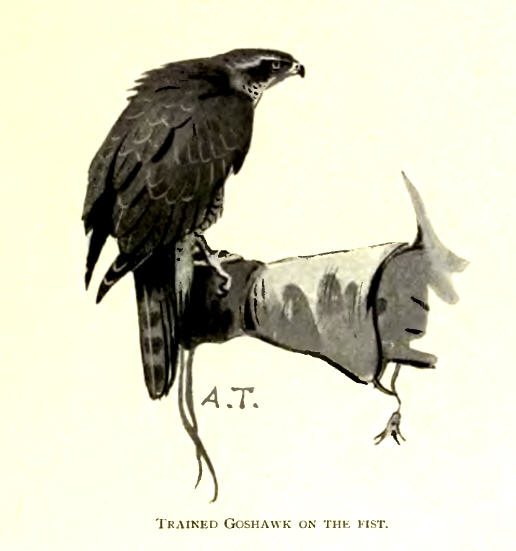 A.T.
TRAINED GOSHAWK ON THE FIST.